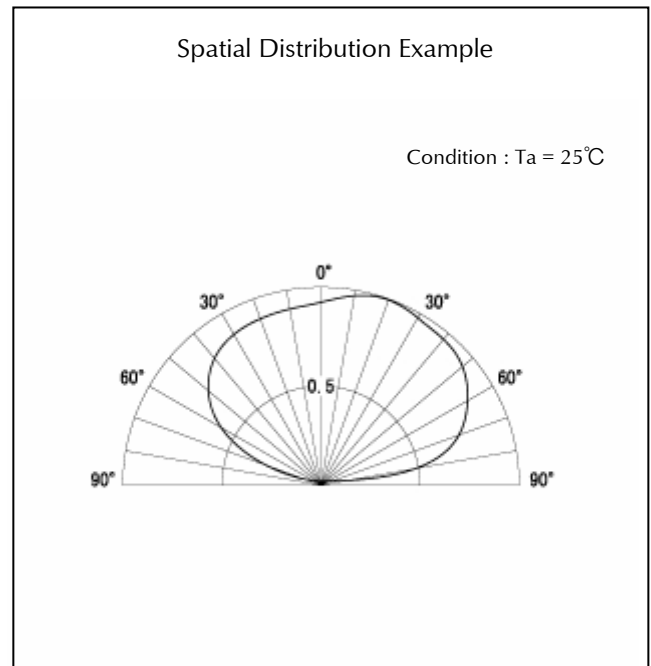 Spatial Distribution Example
Condition : Ta = 25℃
0°
30° 30°
60° 60°
0.5
90° 90°